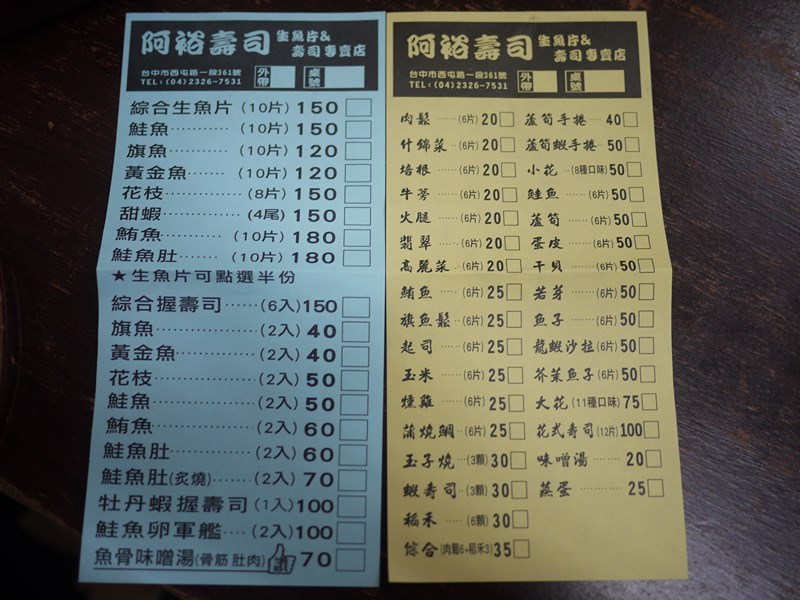 阿裕壽司 生魚片&
壽司專賣店
台中市西屯路一段361號
TEL:(04)2326-7531
外帶
桌號
綜合生魚片(10片)150
鮭魚………(10片)150
旗魚………(10片)120
黃金魚……(10片)120
花枝………(8片)150
甜蝦………(4尾)150
鮪魚………(10片)180
鮭魚肚……(10片)180
★生魚片可點選半份
綜合握壽司……(6入)150
旗魚………(2入)40
黃金魚………(2入)40
花枝………(2入)50
鮭魚………(2入)50
鮪魚………(2入)60
鮭魚肚………(2入)60
鮭魚肚(炙燒)……(2入)70
牡丹蝦握壽司(1入)100
鮭魚卵軍艦…(2入)100
魚骨味噌湯(骨筋肚肉)讚70
阿裕壽司 生魚片&
壽司專賣店
台中市西屯路一段361號
TEL:(04)2326-7531
外帶
桌號
肉鬆……(6片)20
什錦菜…(6片)20
培根……(6片)20
牛蒡……(6片)20
火腿……(6片)20
翡翠……(6片)20
高麗菜…(6片)20
鮪魚……(6片)25
旗魚鬆…(6片)25
起司……(6片)25
玉米……(6片)25
燻雞……(6片)25
蒲燒鯛…(6片)25
玉子燒…(3顆)30
蝦壽司…(3顆)30
稻禾……(6顆)30
綜合(肉鬆6+稻禾3)35
蘆筍手捲…40
蘆筍蝦手捲…50
小花…(8種口味)50
鮭魚……(6片)50
蘆筍……(6片)50
蛋皮……(6片)50
干貝……(6片)50
若芽……(6片)50
魚子……(6片)50
龍蝦沙拉(6片)50
芥茉魚子(6片)50
大花(11種口味)75
花式壽司(12片)100
味噌湯……20
蒸蛋………25